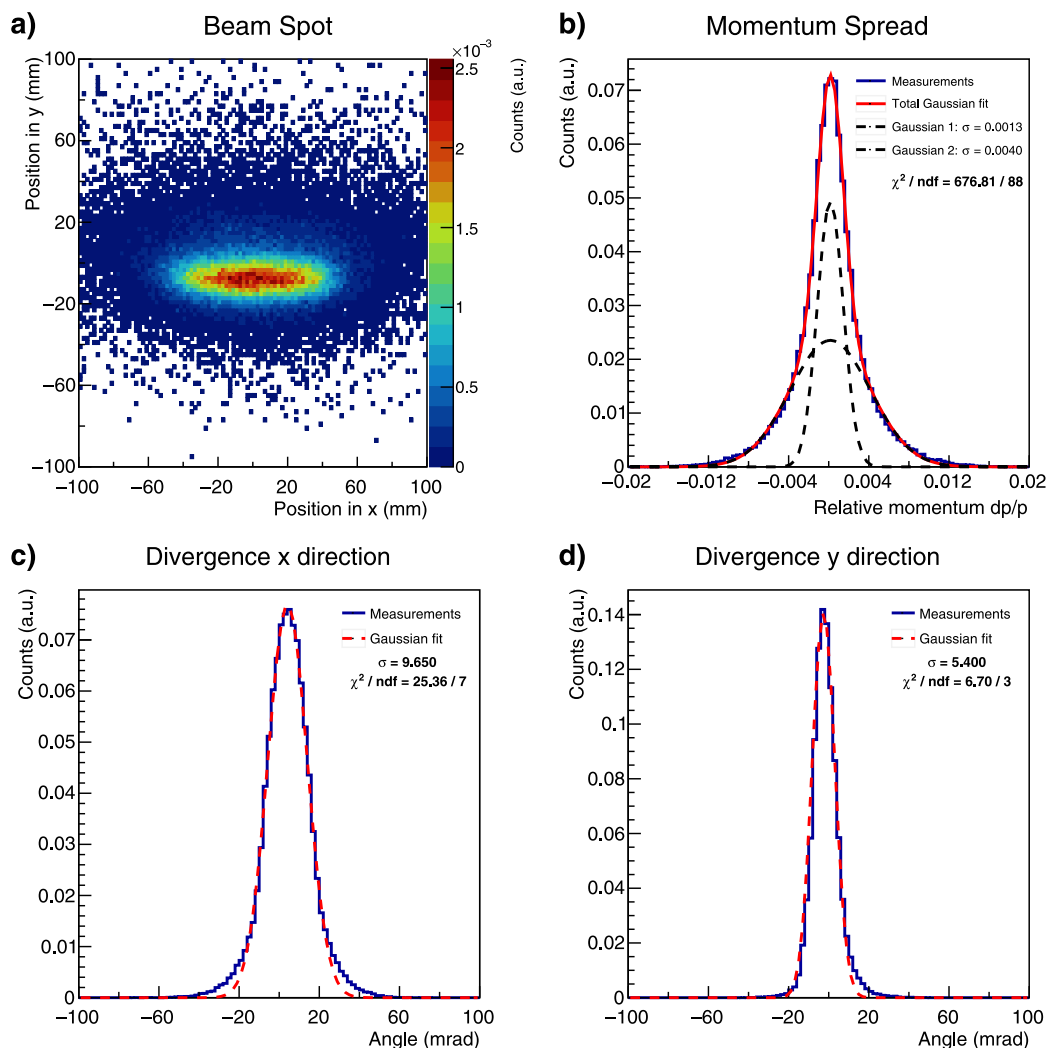 a) Beam Spot
Position in y (mm)
100
60
20
−20
−60
−100
−100 −60 −20 20 60 100
Position in x (mm)
×10⁻³
2.5
2
1.5
1
0.5
0
Counts (a.u.)
b) Momentum Spread
Counts (a.u.)
0.07
0.06
0.05
0.04
0.03
0.02
0.01
0
−0.02 −0.012 −0.004 0.004 0.012 0.02
Relative momentum dp/p
Measurements
Total Gaussian fit
Gaussian 1: σ = 0.0013
Gaussian 2: σ = 0.0040
χ² / ndf = 676.81 / 88
c) Divergence x direction
Counts (a.u.)
0.07
0.06
0.05
0.04
0.03
0.02
0.01
0
−100 −60 −20 20 60 100
Angle (mrad)
Measurements
Gaussian fit
σ = 9.650
χ² / ndf = 25.36 / 7
d) Divergence y direction
Counts (a.u.)
0.14
0.12
0.1
0.08
0.06
0.04
0.02
0
−100 −60 −20 20 60 100
Angle (mrad)
Measurements
Gaussian fit
σ = 5.400
χ² / ndf = 6.70 / 3